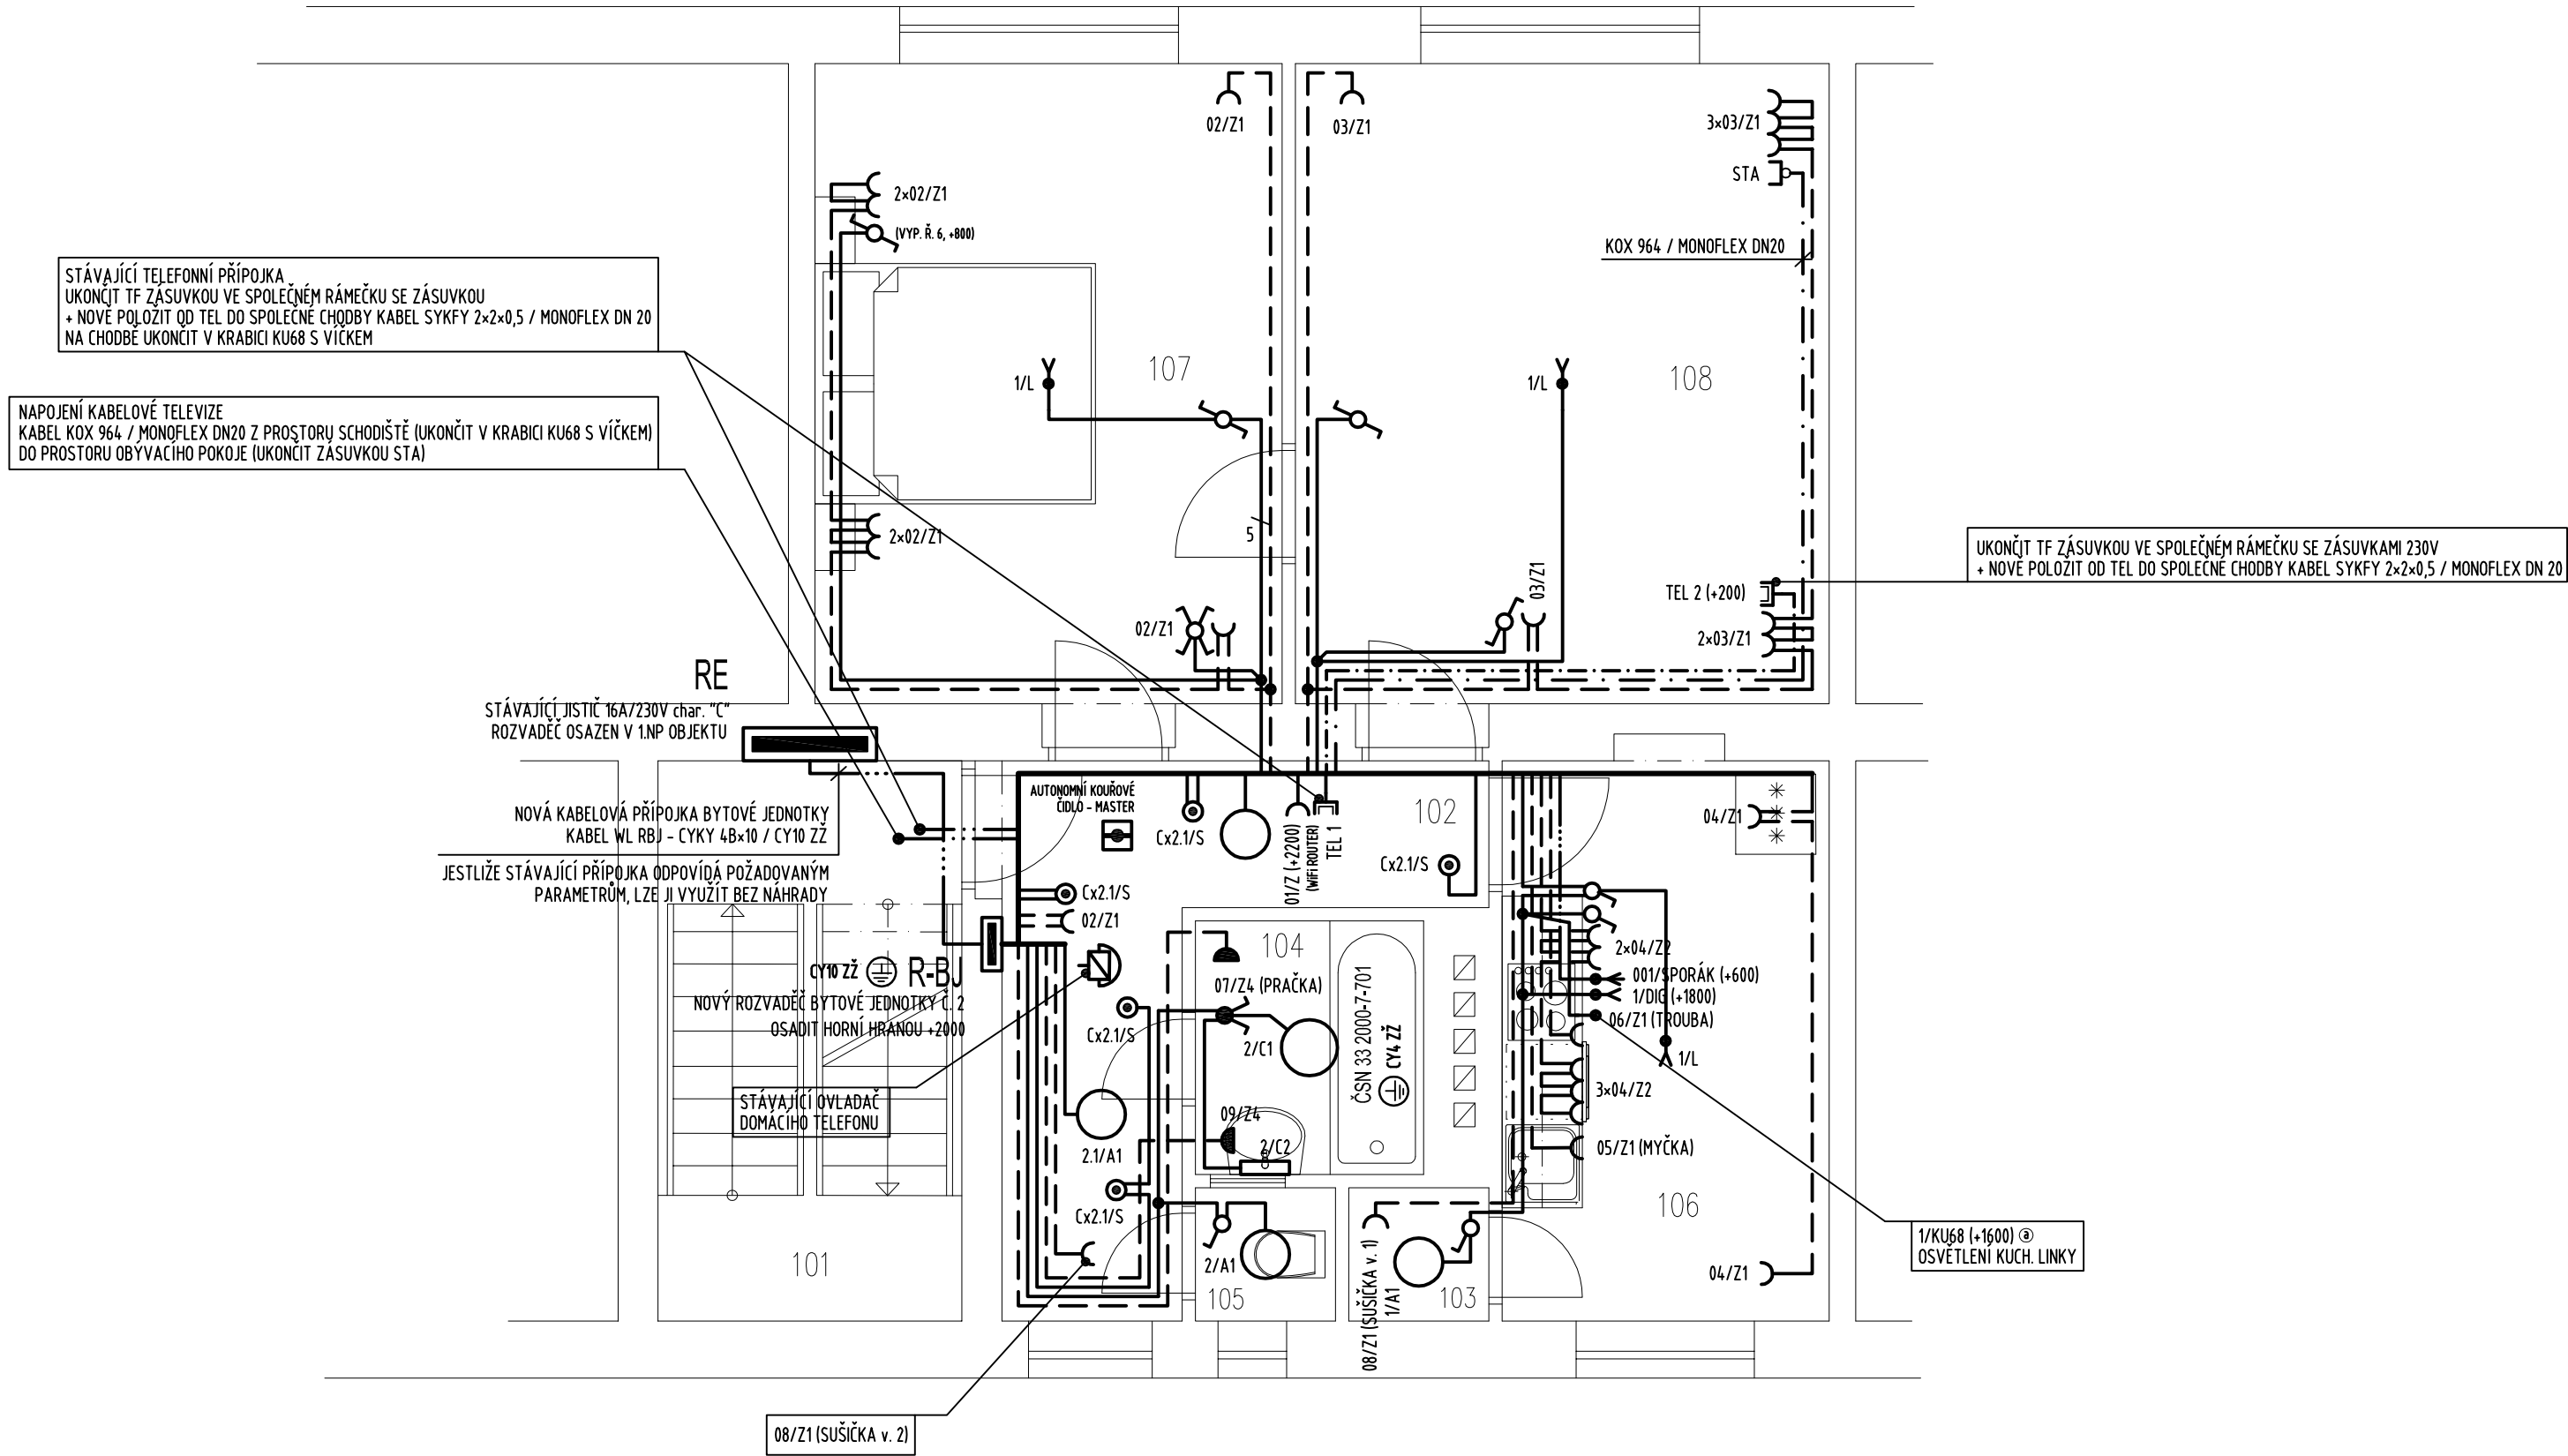 02/Z1
03/Z1
3×03/Z1
STA
2×02/Z1
(VYP. Ř. 6, +800)
KOX 964 / MONOFLEX DN20
STÁVAJÍCÍ TELEFONNÍ PŘÍPOJKA
UKONČIT TF ZÁSUVKOU VE SPOLEČNÉM RÁMEČKU SE ZÁSUVKOU
+ NOVĚ POLOŽIT OD TEL DO SPOLEČNÉ CHODBY KABEL SYKFY 2×2×0,5 / MONOFLEX DN 20
NA CHODBĚ UKONČIT V KRABICI KU68 S VÍČKEM
107
108
1/L
1/L
NAPOJENÍ KABELOVÉ TELEVIZE
KABEL KOX 964 / MONOFLEX DN20 Z PROSTORU SCHODIŠTĚ (UKONČIT V KRABICI KU68 S VÍČKEM)
DO PROSTORU OBÝVACÍHO POKOJE (UKONČIT ZÁSUVKOU STA)
2×02/Z1
5
UKONČIT TF ZÁSUVKOU VE SPOLEČNÉM RÁMEČKU SE ZÁSUVKAMI 230V
+ NOVĚ POLOŽIT OD TEL DO SPOLEČNÉ CHODBY KABEL SYKFY 2×2×0,5 / MONOFLEX DN 20
03/Z1
TEL 2 (+200)
02/Z1
2×03/Z1
RE
STÁVAJÍCÍ JISTIČ 16A/230V char. "C"
ROZVADĚČ OSAZEN V 1.NP OBJEKTU
AUTONOMNÍ KOUŘOVÉ
ČIDLO - MASTER
102
NOVÁ KABELOVÁ PŘÍPOJKA BYTOVÉ JEDNOTKY
KABEL WL RBJ - CYKY 4B×10 / CY10 ZŽ
Cx2.1/S
01/Z (+2200)
(WiFi ROUTER)
TEL 1
04/Z1
Cx2.1/S
JESTLIŽE STÁVAJÍCÍ PŘÍPOJKA ODPOVÍDÁ POŽADOVANÝM
PARAMETRŮM, LZE JI VYUŽÍT BEZ NÁHRADY
Cx2.1/S
02/Z1
104
2×04/Z2
CY10 ZŽ
R-BJ
001/SPORÁK (+600)
07/Z4 (PRAČKA)
1/DIG (+1800)
NOVÝ ROZVADĚČ BYTOVÉ JEDNOTKY Č. 2
OSADIT HORNÍ HRANOU +2000
06/Z1 (TROUBA)
Cx2.1/S
2/C1
ČSN 33 2000-7-701
CY4 ZŽ
1/L
3×04/Z2
STÁVAJÍCÍ OVLADAČ
DOMÁCÍHO TELEFONU
09/Z4
2/C2
2.1/A1
05/Z1 (MYČKA)
Cx2.1/S
106
101
2/A1
105
08/Z1 (SUŠIČKA v. 1)
1/A1
103
04/Z1
1/KU68 (+1600) ⓐ
OSVĚTLENÍ KUCH. LINKY
08/Z1 (SUŠIČKA v. 2)